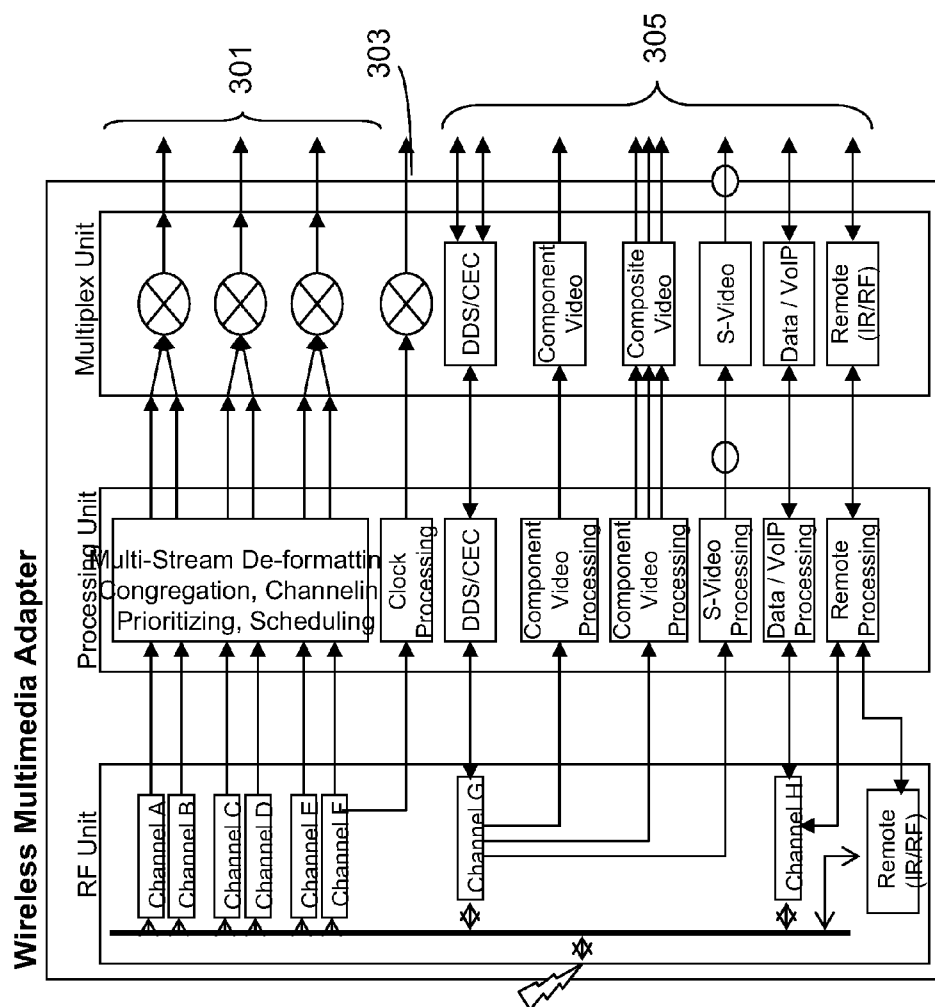 Wireless Multimedia Adapter
RF Unit
Channel A
Channel B
Channel C
Channel D
Channel E
Channel F
Channel G
Channel H
Remote
(IR/RF)
Processing Unit
Multi-Stream De-formattin
Congregation, Channelin
Prioritizing, Scheduling
Clock
Processing
DDS/CEC
Component
Video
Processing
Component
Video
Processing
S-Video
Processing
Data / VoIP
Processing
Remote
Processing
Multiplex Unit
DDS/CEC
Component
Video
Composite
Video
S-Video
Data / VoIP
Remote
(IR/RF)
301
303
305